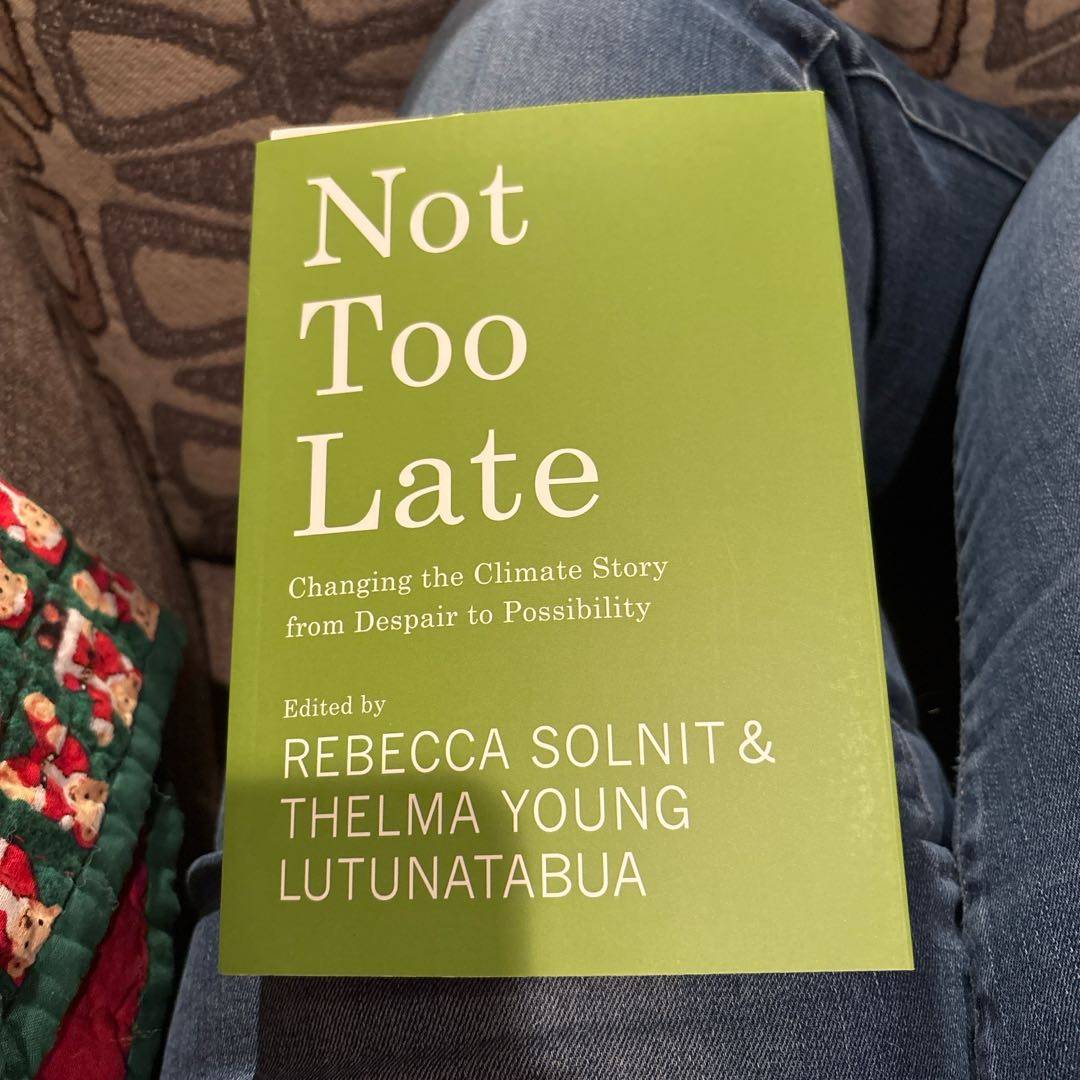 Not
Too
Late
Changing the Climate Story
from Despair to Possibility
Edited by
REBECCA SOLNIT &
THELMA YOUNG
LUTUNATABUA